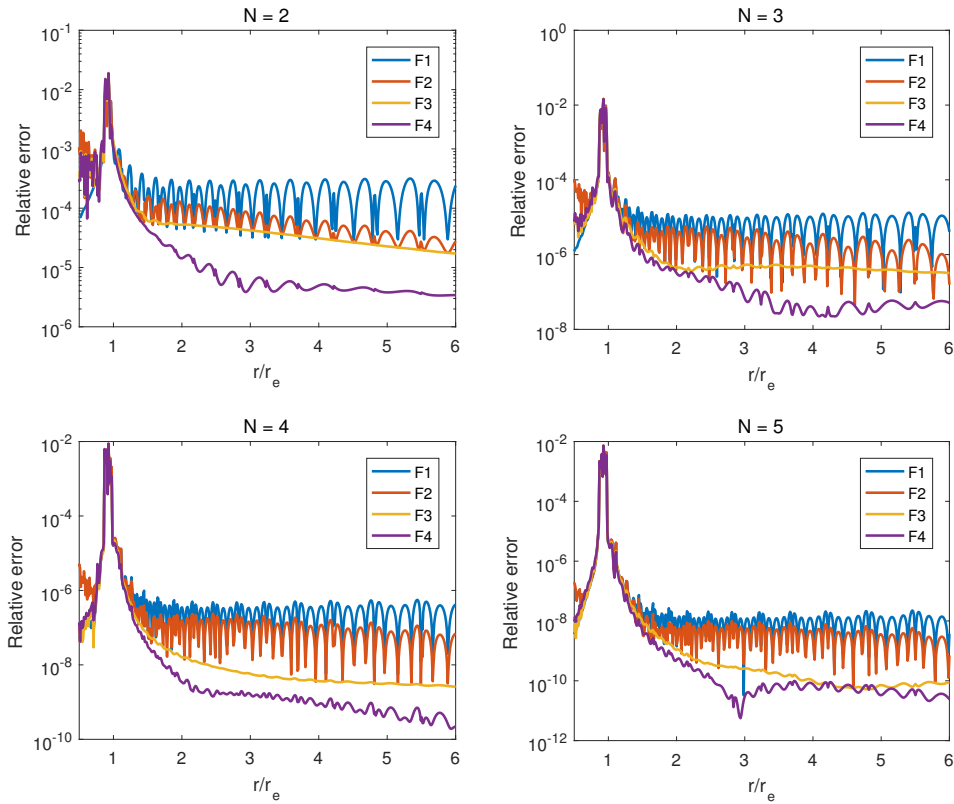 N = 2
10^-1
10^-2
10^-3
10^-4
10^-5
10^-6
Relative error
1 2 3 4 5 6
r/r_e
F1
F2
F3
F4
N = 3
10^0
10^-2
10^-4
10^-6
10^-8
Relative error
1 2 3 4 5 6
r/r_e
F1
F2
F3
F4
N = 4
10^-2
10^-4
10^-6
10^-8
10^-10
Relative error
1 2 3 4 5 6
r/r_e
F1
F2
F3
F4
N = 5
10^-2
10^-4
10^-6
10^-8
10^-10
10^-12
Relative error
1 2 3 4 5 6
r/r_e
F1
F2
F3
F4